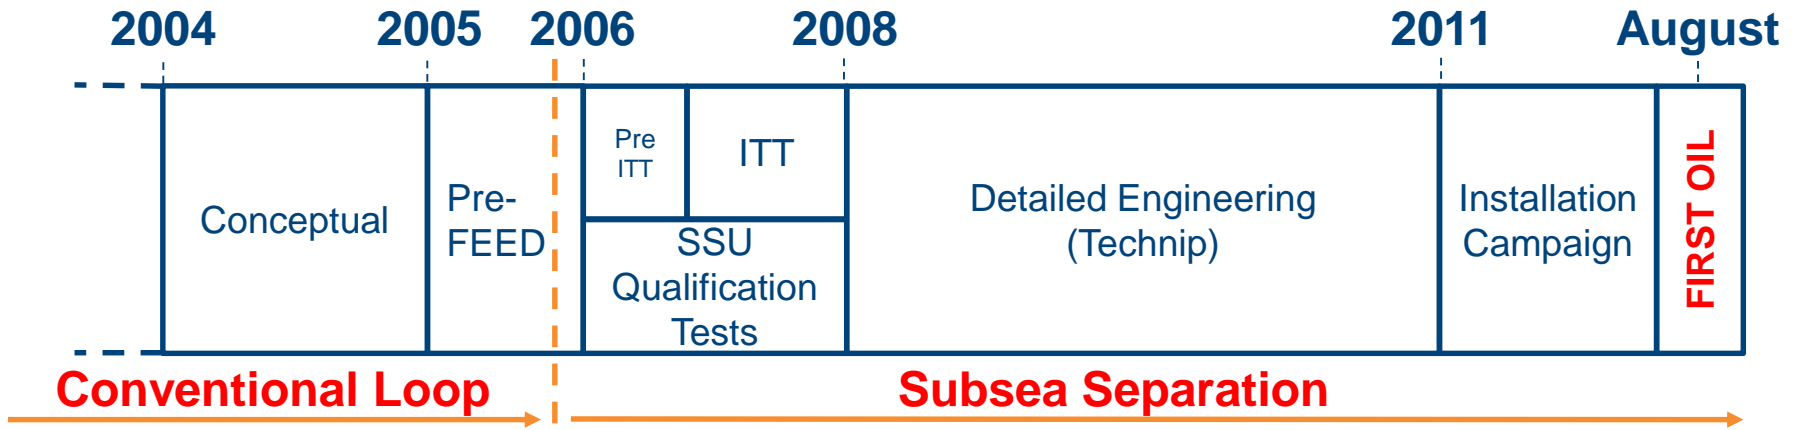 2004 2005 2006 2008 2011 August
Conceptual
Pre-
FEED
Pre
ITT
ITT
SSU
Qualification
Tests
Detailed Engineering
(Technip)
Installation
Campaign
FIRST OIL
Conventional Loop
Subsea Separation